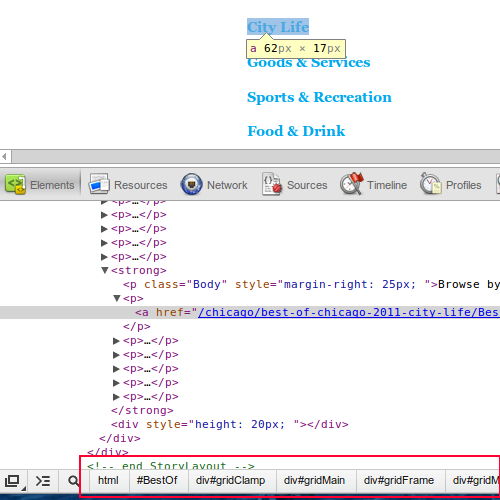 City Life
a 62px × 17px
Goods & Services
Sports & Recreation
Food & Drink
Elements Resources Network Sources Timeline Profiles
▶<p>…</p>
▶<p>…</p>
▶<p>…</p>
▶<p>…</p>
▶<p>…</p>
▼<strong>
<p class="Body" style="margin-right: 25px; ">Browse by
▼<p>
<a href="/chicago/best-of-chicago-2011-city-life/Bes
</p>
▶<p>…</p>
▶<p>…</p>
▶<p>…</p>
▶<p>…</p>
▶<p>…</p>
</strong>
<div style="height: 20px; "></div>
</div>
</div>
<!-- end StoryLayout -->
html #BestOf div#gridClamp div#gridMain div#gridFrame div#gridM